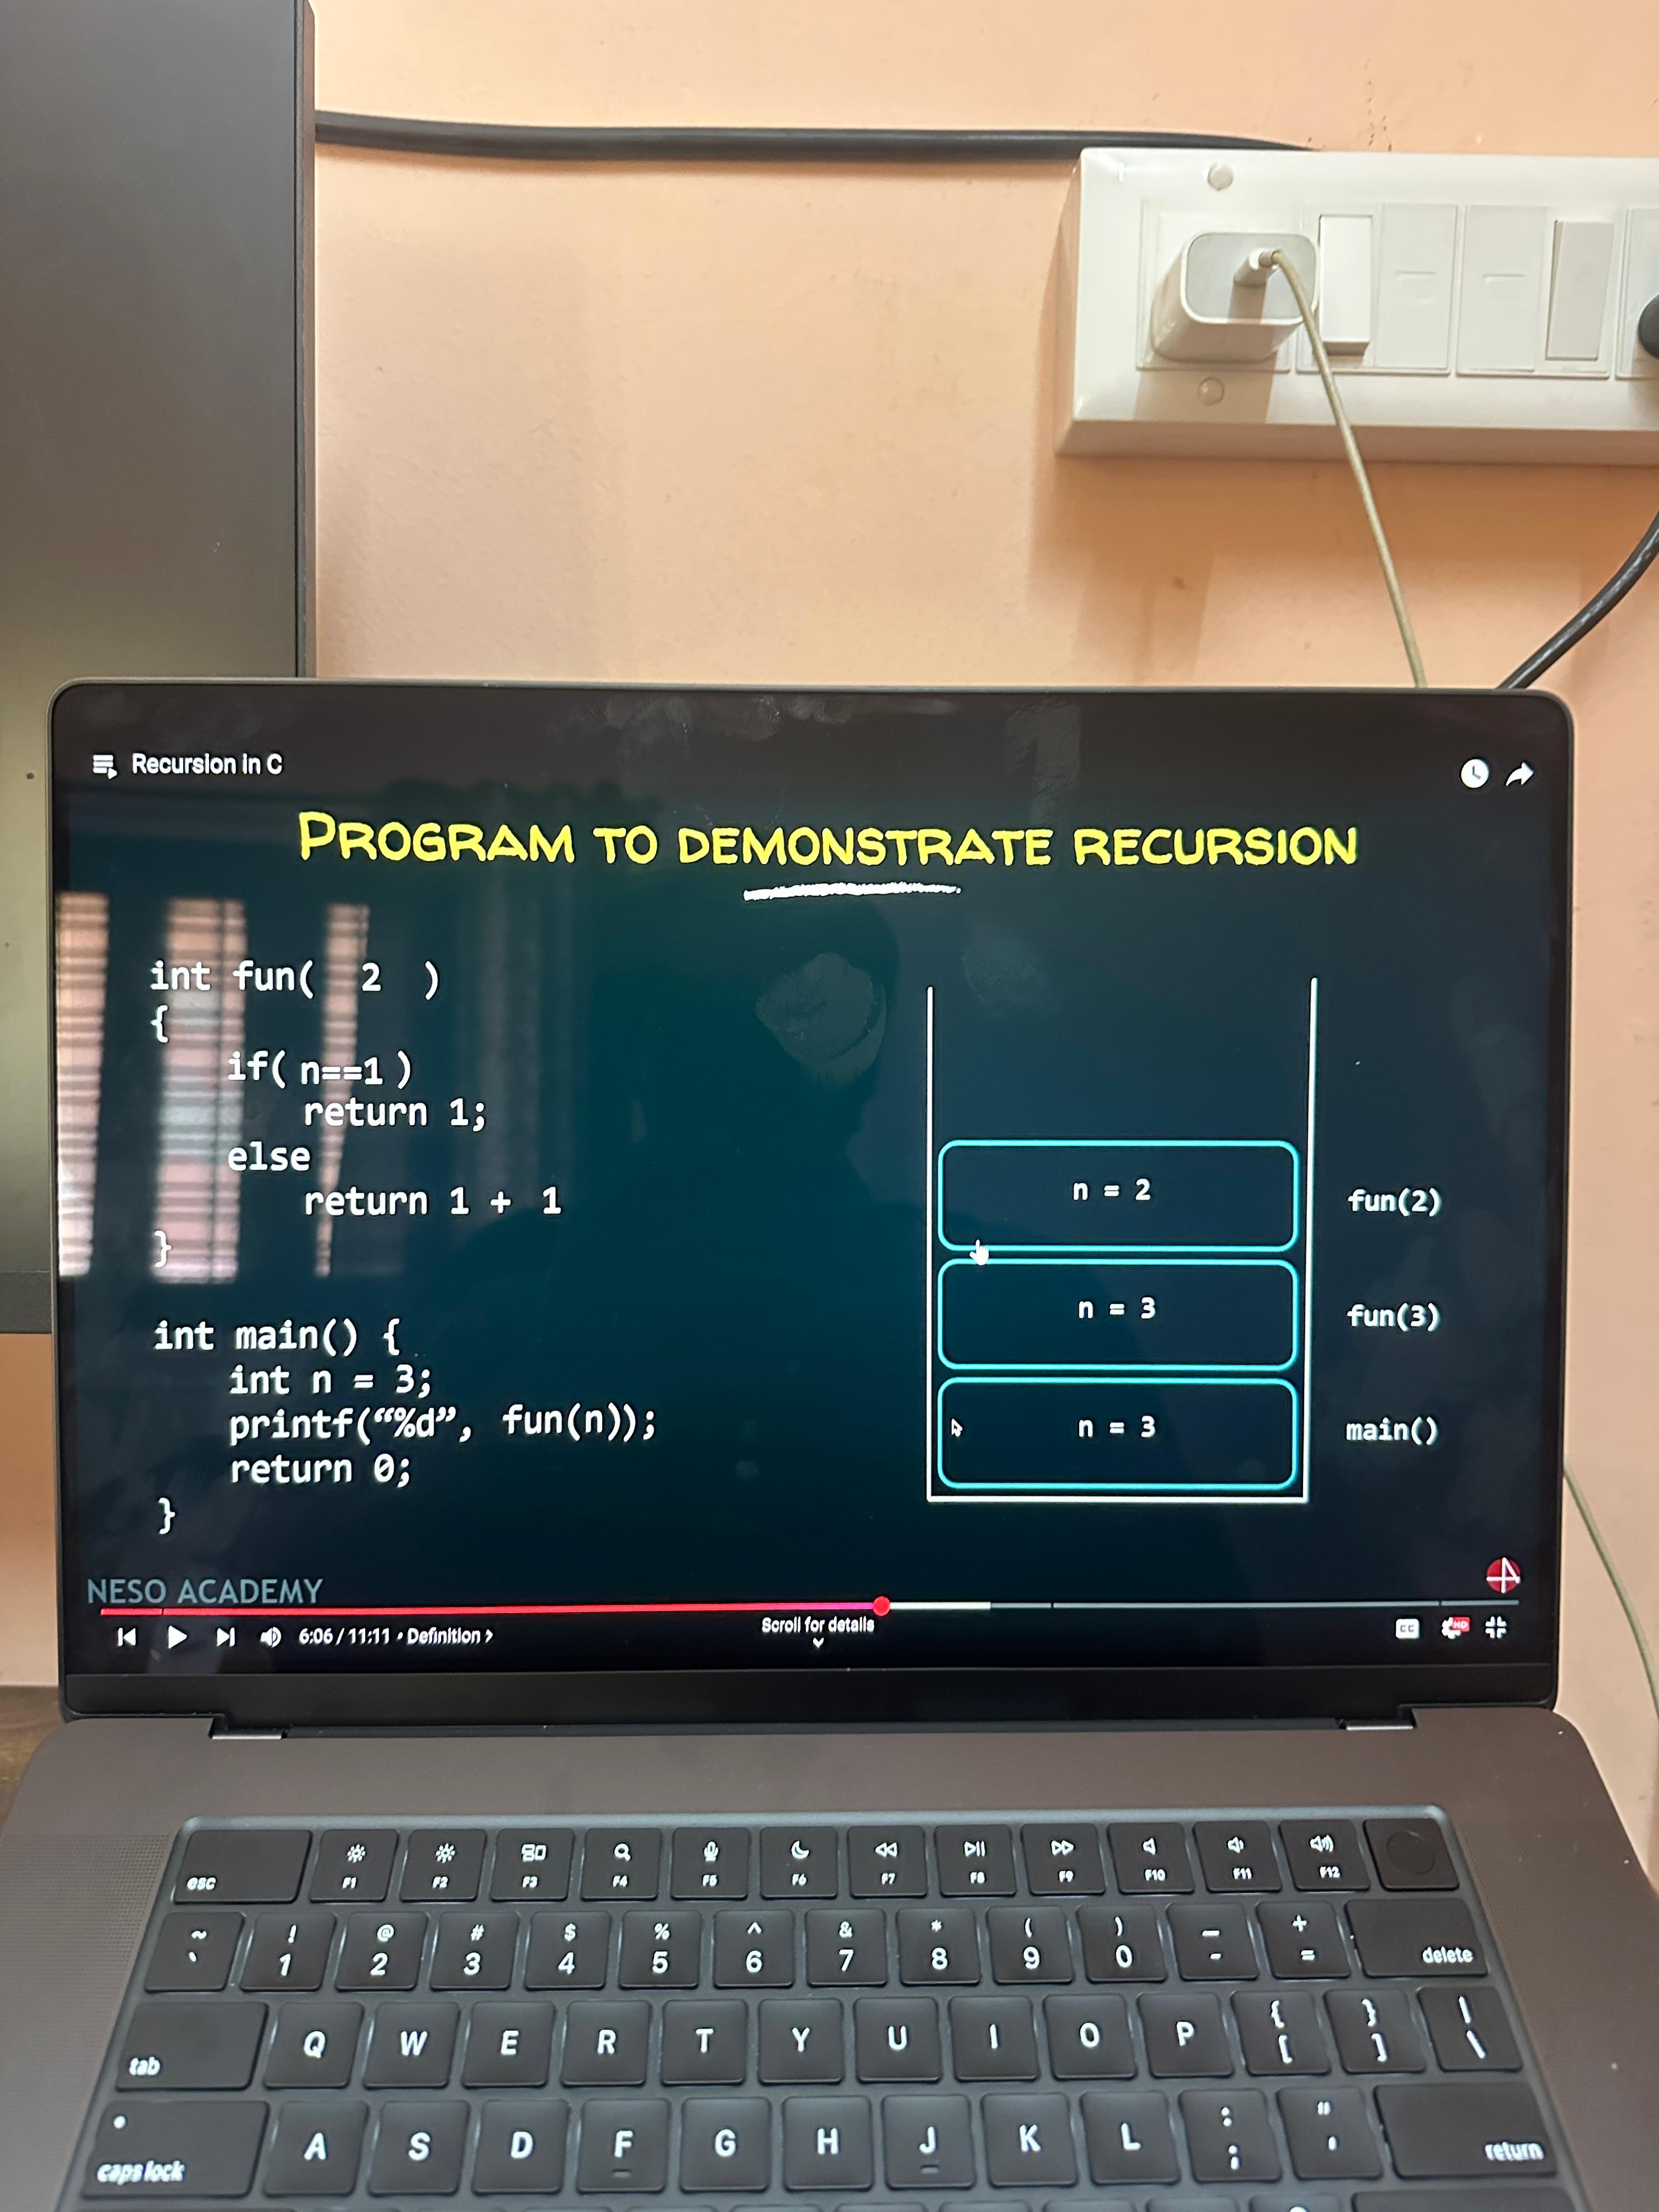 Recursion in C
PROGRAM TO DEMONSTRATE RECURSION
int fun( 2 )
{
if( n==1 )
return 1;
else
return 1 + 1
}
int main() {
int n = 3;
printf(“%d”, fun(n));
return 0;
}
n = 2
fun(2)
n = 3
fun(3)
n = 3
main()
NESO ACADEMY
6:06 / 11:11 • Definition >
Scroll for details
CC
HD
esc F1 F2 F3 F4 F5 F6 F7 F8 F9 F10 F11 F12
~ ! @ # $ % ^ & * ( ) — +
` 1 2 3 4 5 6 7 8 9 0 - = delete
{ } |
tab Q W E R T Y U I O P [ ] \
: "
caps lock A S D F G H J K L ; ' return